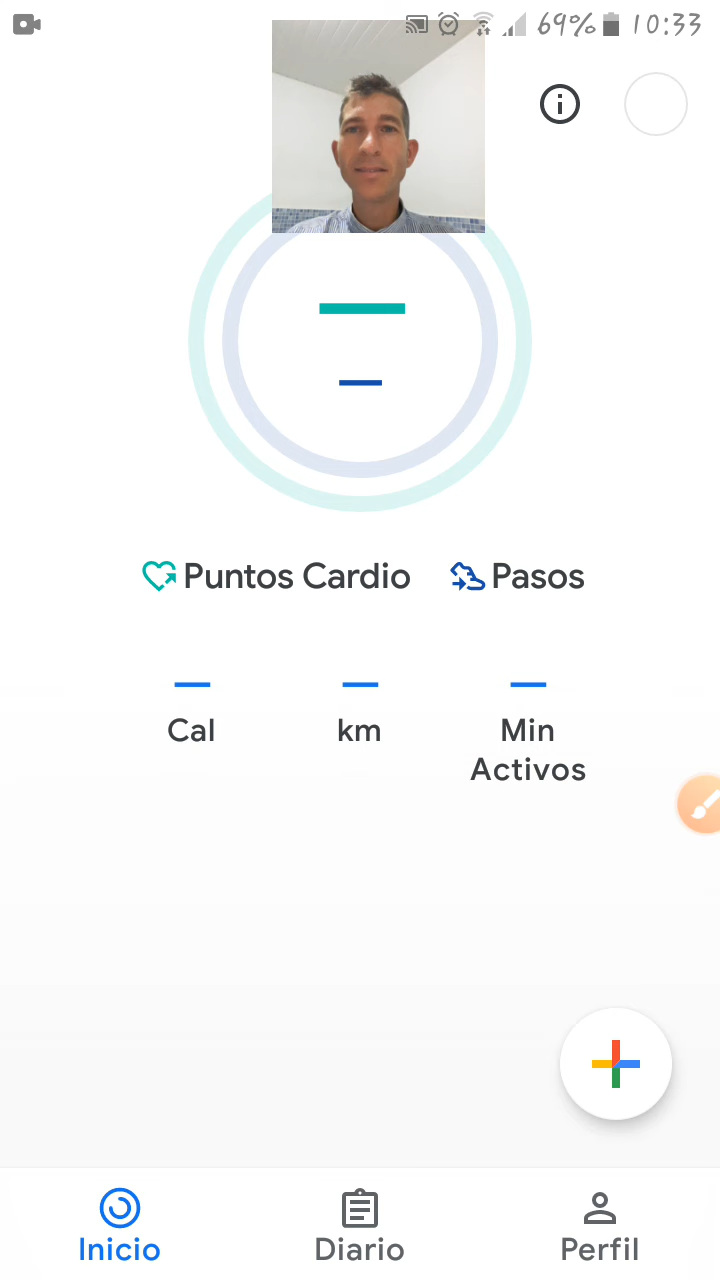 69% 10:33
Puntos Cardio Pasos
Cal km Min
Activos
Inicio Diario Perfil